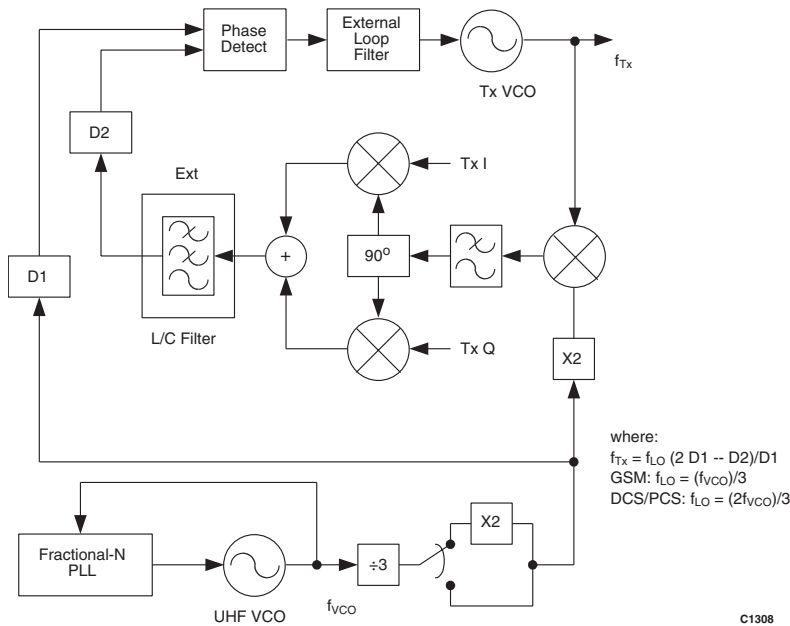 Phase
Detect
External
Loop
Filter
Tx VCO
fTx
D2
Ext
Tx I
D1
+
90o
L/C Filter
Tx Q
X2
where:
fTx = fLO (2 D1 -- D2)/D1
GSM: fLO = (fVCO)/3
DCS/PCS: fLO = (2fVCO)/3
Fractional-N
PLL
UHF VCO
fVCO
÷3
X2
C1308